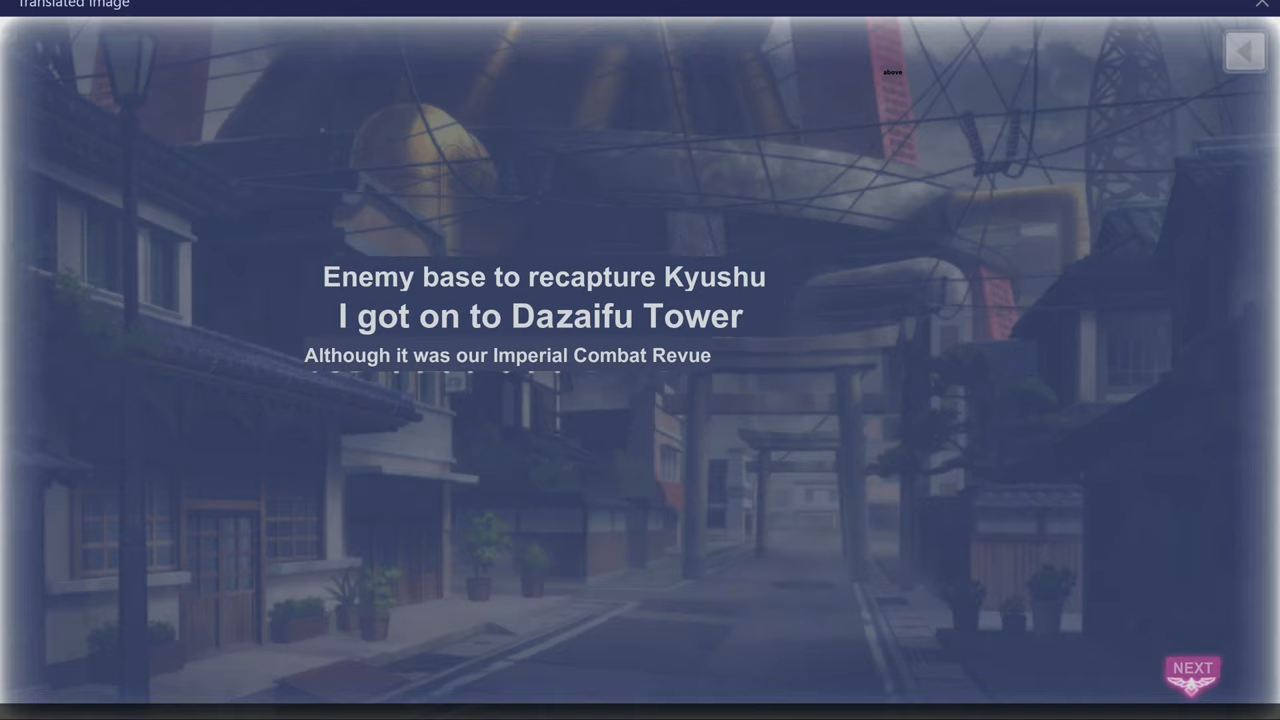 Translated Image
above
Enemy base to recapture Kyushu
I got on to Dazaifu Tower
Although it was our Imperial Combat Revue
NEXT